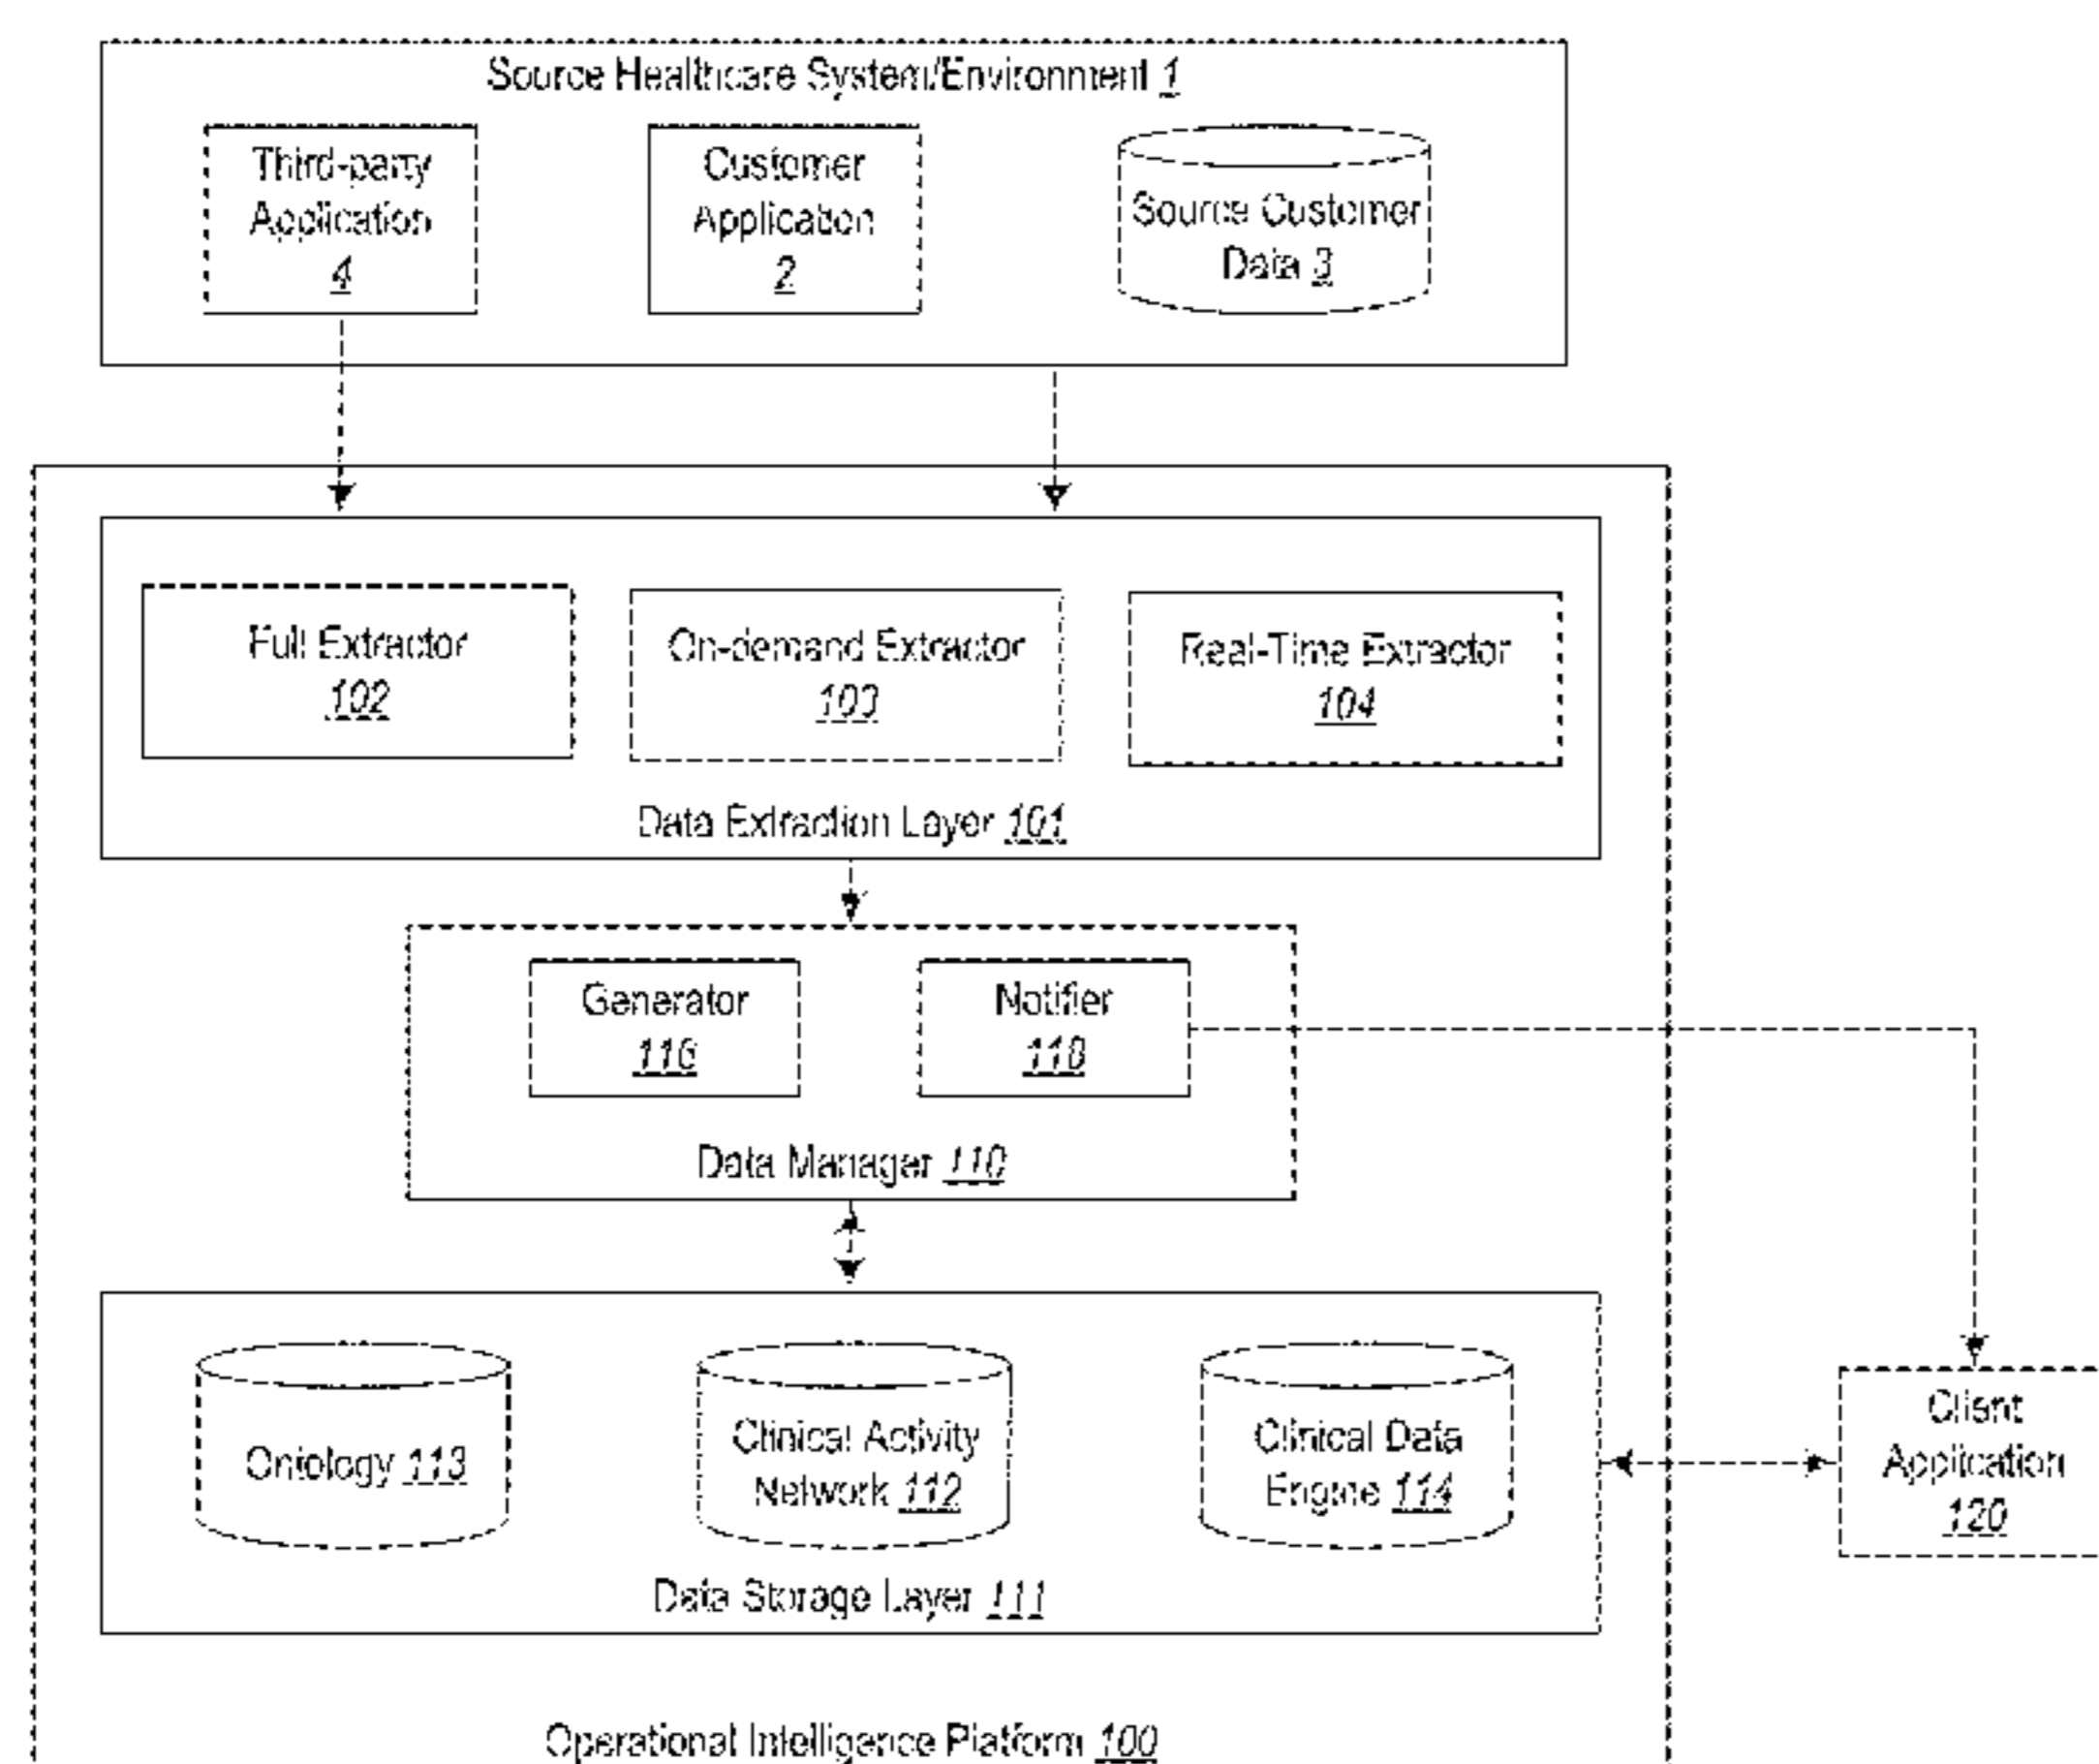 Source Healthcare System/Environment 1
Third-party
Application
4
Customer
Application
2
Source Customer
Data 3
Full Extractor
102
On-demand Extractor
103
Real-Time Extractor
104
Data Extraction Layer 101
Generator
116
Notifier
118
Data Manager 110
Ontology 113
Clinical Activity
Network 112
Clinical Data
Engine 114
Data Storage Layer 111
Client
Application
120
Operational Intelligence Platform 100